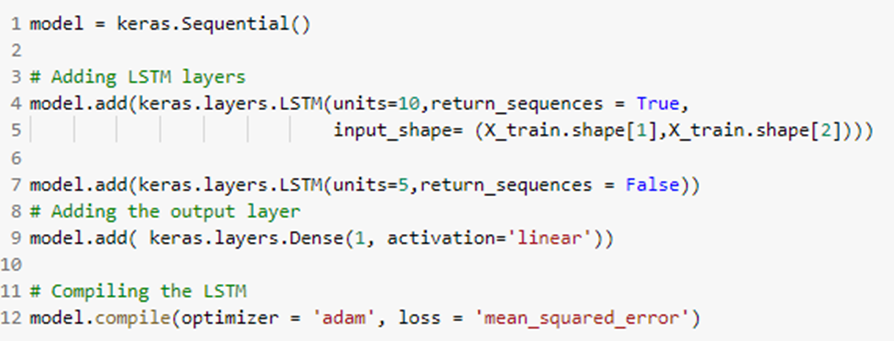 1 model = keras.Sequential()
2
3 # Adding LSTM layers
4 model.add(keras.layers.LSTM(units=10,return_sequences = True,
5                             input_shape= (X_train.shape[1],X_train.shape[2])))
6
7 model.add(keras.layers.LSTM(units=5,return_sequences = False))
8 # Adding the output layer
9 model.add( keras.layers.Dense(1, activation='linear'))
10
11 # Compiling the LSTM
12 model.compile(optimizer = 'adam', loss = 'mean_squared_error')